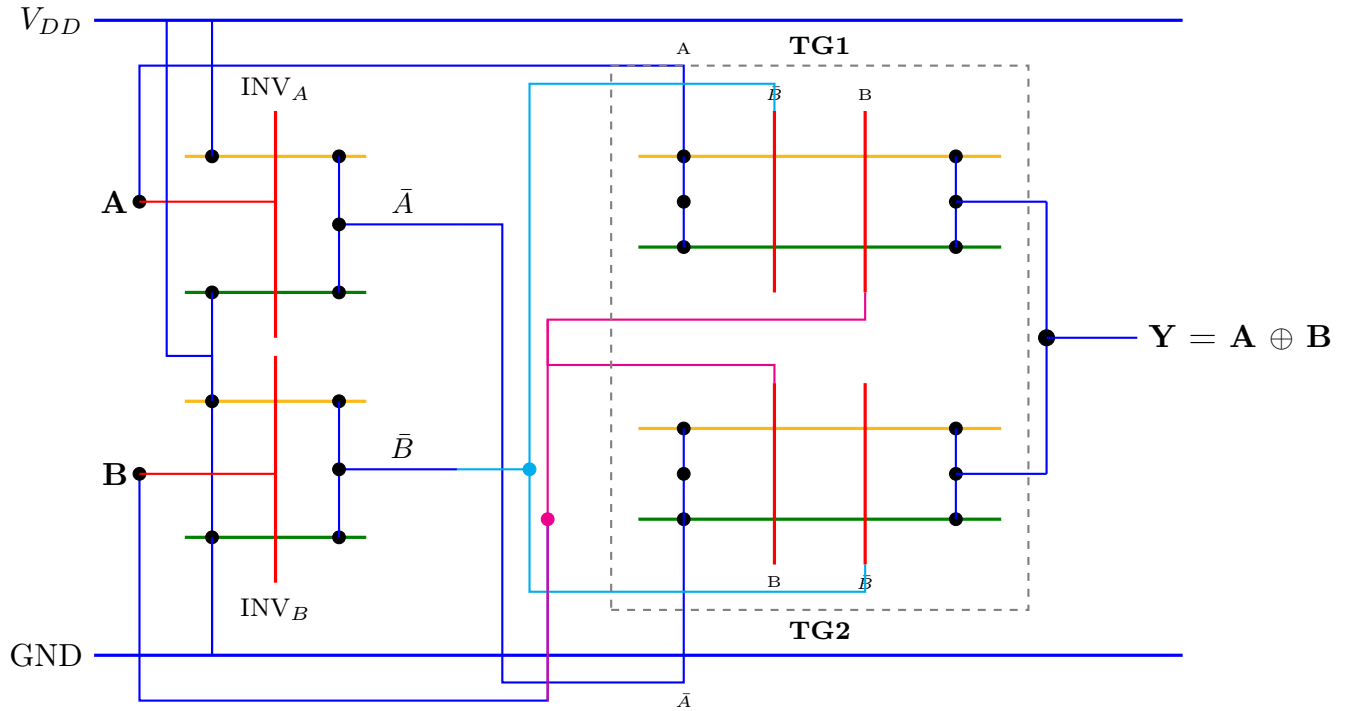 V_DD
TG1
A
INV_A
B̄ B
A
Ā
Y = A ⊕ B
B̄
B
B B̄
INV_B
TG2
GND
Ā